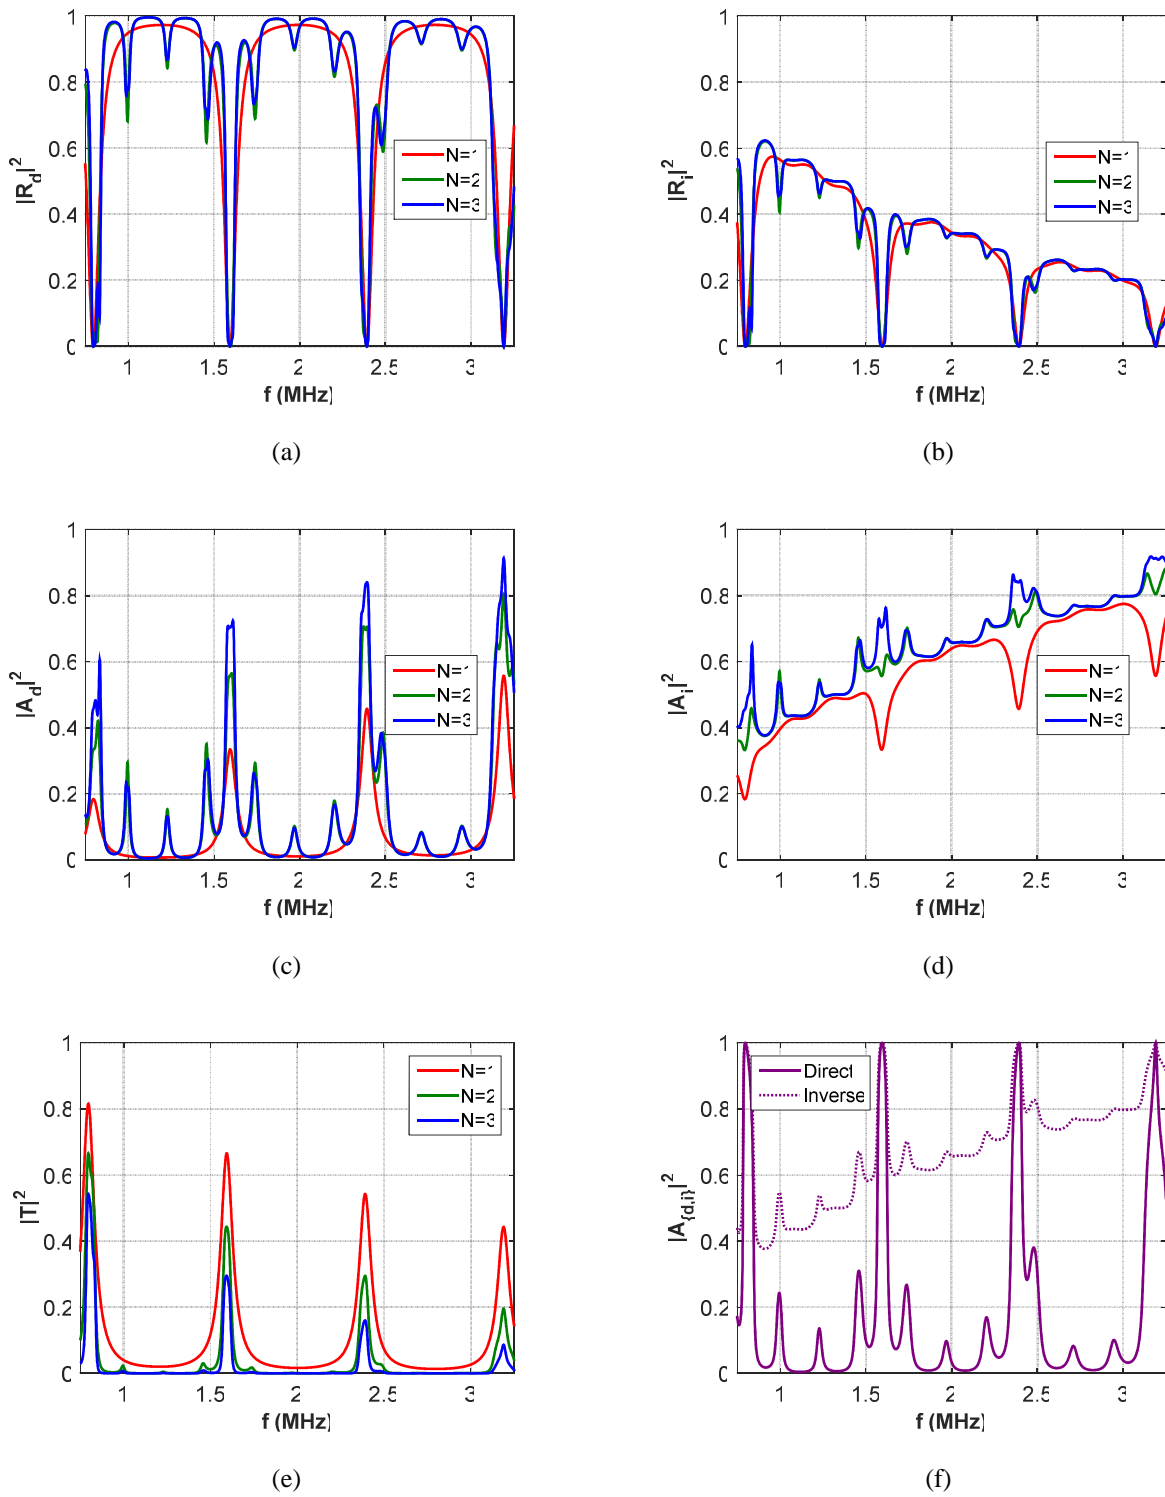 1
0.8
0.6
0.4
0.2
0
|R_d|^2
N=1
N=2
N=3
1 1.5 2 2.5 3
f (MHz)
(a)
1
0.8
0.6
0.4
0.2
0
|R_i|^2
N=1
N=2
N=3
1 1.5 2 2.5 3
f (MHz)
(b)
1
0.8
0.6
0.4
0.2
0
|A_d|^2
N=1
N=2
N=3
1 1.5 2 2.5 3
f (MHz)
(c)
1
0.8
0.6
0.4
0.2
0
|A_i|^2
N=1
N=2
N=3
1 1.5 2 2.5 3
f (MHz)
(d)
1
0.8
0.6
0.4
0.2
0
|T|^2
N=1
N=2
N=3
1 1.5 2 2.5 3
f (MHz)
(e)
1
0.8
0.6
0.4
0.2
0
|A_{d,i}|^2
Direct
Inverse
1 1.5 2 2.5 3
f (MHz)
(f)